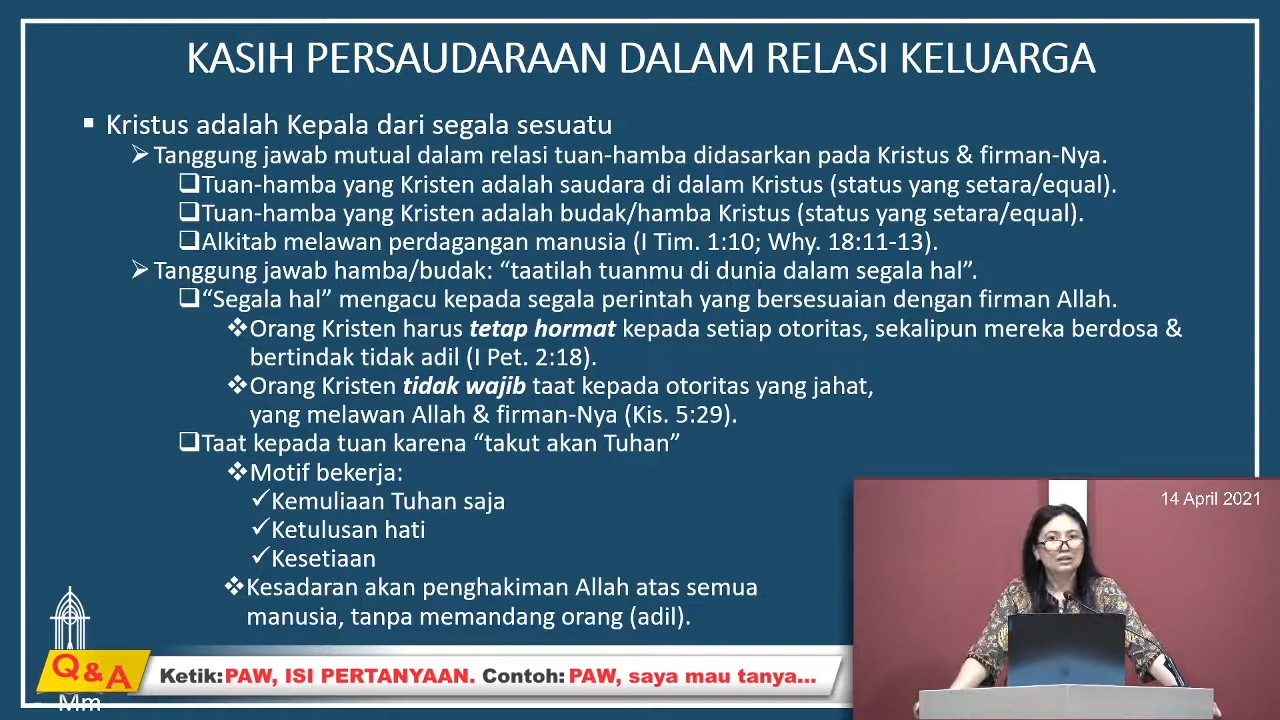 KASIH PERSAUDARAAN DALAM RELASI KELUARGA
▪ Kristus adalah Kepala dari segala sesuatu
➢ Tanggung jawab mutual dalam relasi tuan-hamba didasarkan pada Kristus & firman-Nya.
❑ Tuan-hamba yang Kristen adalah saudara di dalam Kristus (status yang setara/equal).
❑ Tuan-hamba yang Kristen adalah budak/hamba Kristus (status yang setara/equal).
❑ Alkitab melawan perdagangan manusia (I Tim. 1:10; Why. 18:11-13).
➢ Tanggung jawab hamba/budak: “taatilah tuanmu di dunia dalam segala hal”.
❑ “Segala hal” mengacu kepada segala perintah yang bersesuaian dengan firman Allah.
❖ Orang Kristen harus tetap hormat kepada setiap otoritas, sekalipun mereka berdosa &
bertindak tidak adil (I Pet. 2:18).
❖ Orang Kristen tidak wajib taat kepada otoritas yang jahat,
yang melawan Allah & firman-Nya (Kis. 5:29).
❑ Taat kepada tuan karena “takut akan Tuhan”
❖ Motif bekerja:
✓ Kemuliaan Tuhan saja
✓ Ketulusan hati
✓ Kesetiaan
❖ Kesadaran akan penghakiman Allah atas semua
manusia, tanpa memandang orang (adil).
14 April 2021
Q&A
Ketik: PAW, ISI PERTANYAAN. Contoh: PAW, saya mau tanya...
Mm